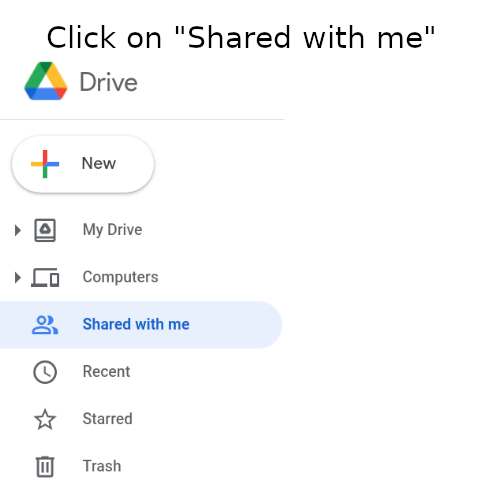 Click on "Shared with me"
Drive
New
My Drive
Computers
Shared with me
Recent
Starred
Trash